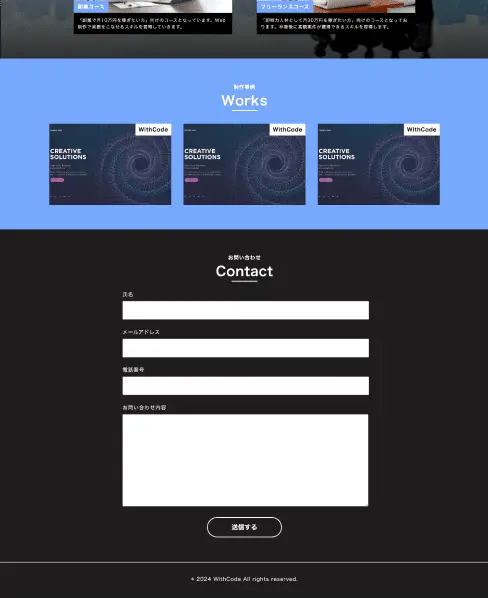 副業コース
フリーランスコース
「副業で月10万円を稼ぎたい方」向けのコースとなっています。Web
制作で実務をこなせるスキルを習得していきます。
「即戦力人材として月30万円を稼ぎたい方」向けのコースとなってお
ります。卒業後に高額案件が獲得できるスキルを習得します。
制作事例
Works
WithCode
CREATIVE
SOLUTIONS
WithCode
CREATIVE
SOLUTIONS
WithCode
CREATIVE
SOLUTIONS
お問い合わせ
Contact
氏名
メールアドレス
電話番号
お問い合わせ内容
送信する
© 2024 WithCode All rights reserved.